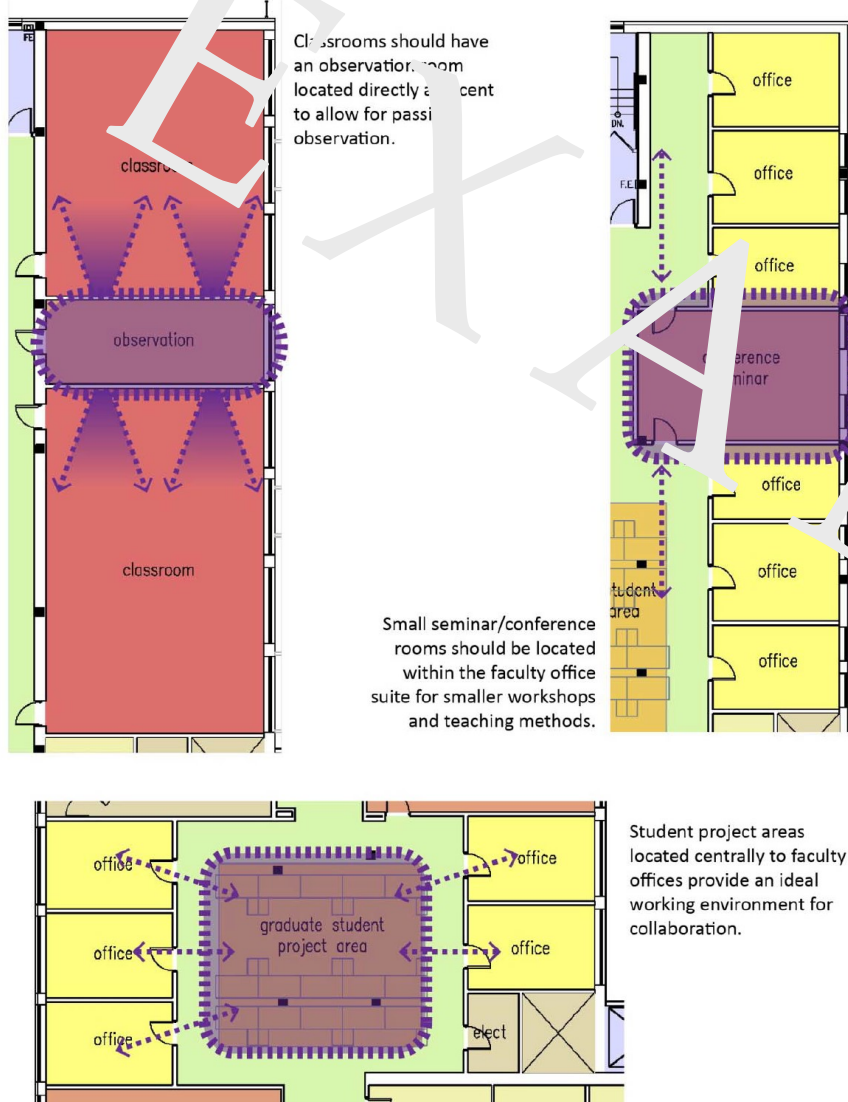 Classrooms should have
an observation room
located directly adjacent
to allow for passive
observation.
F.E.
classroom
observation
classroom
office
office
DN.
F.E.
office
conference
seminar
office
student
area
office
office
Small seminar/conference
rooms should be located
within the faculty office
suite for smaller workshops
and teaching methods.
office
office
graduate student
project area
office
office
office
elect
Student project areas
located centrally to faculty
offices provide an ideal
working environment for
collaboration.
E X A